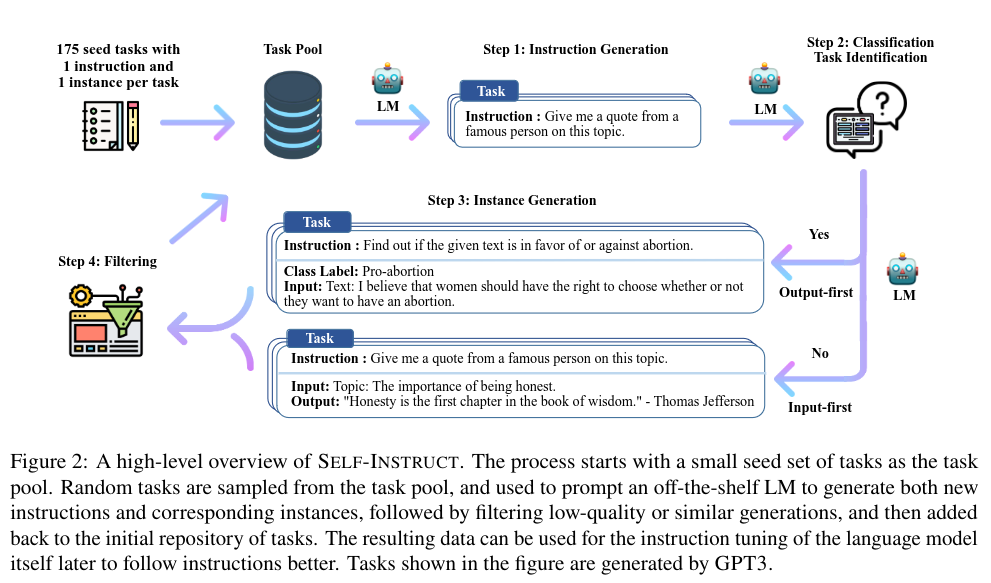 175 seed tasks with
1 instruction and
1 instance per task
Task Pool
LM
Step 1: Instruction Generation
Task
Instruction : Give me a quote from a
famous person on this topic.
LM
Step 2: Classification
Task Identification
Step 3: Instance Generation
Task
Instruction : Find out if the given text is in favor of or against abortion.
Class Label: Pro-abortion
Input: Text: I believe that women should have the right to choose whether or not
they want to have an abortion.
Yes
Output-first
LM
Task
Instruction : Give me a quote from a famous person on this topic.
Input: Topic: The importance of being honest.
Output: "Honesty is the first chapter in the book of wisdom." - Thomas Jefferson
No
Input-first
Step 4: Filtering
Figure 2: A high-level overview of SELF-INSTRUCT. The process starts with a small seed set of tasks as the task
pool. Random tasks are sampled from the task pool, and used to prompt an off-the-shelf LM to generate both new
instructions and corresponding instances, followed by filtering low-quality or similar generations, and then added
back to the initial repository of tasks. The resulting data can be used for the instruction tuning of the language model
itself later to follow instructions better. Tasks shown in the figure are generated by GPT3.